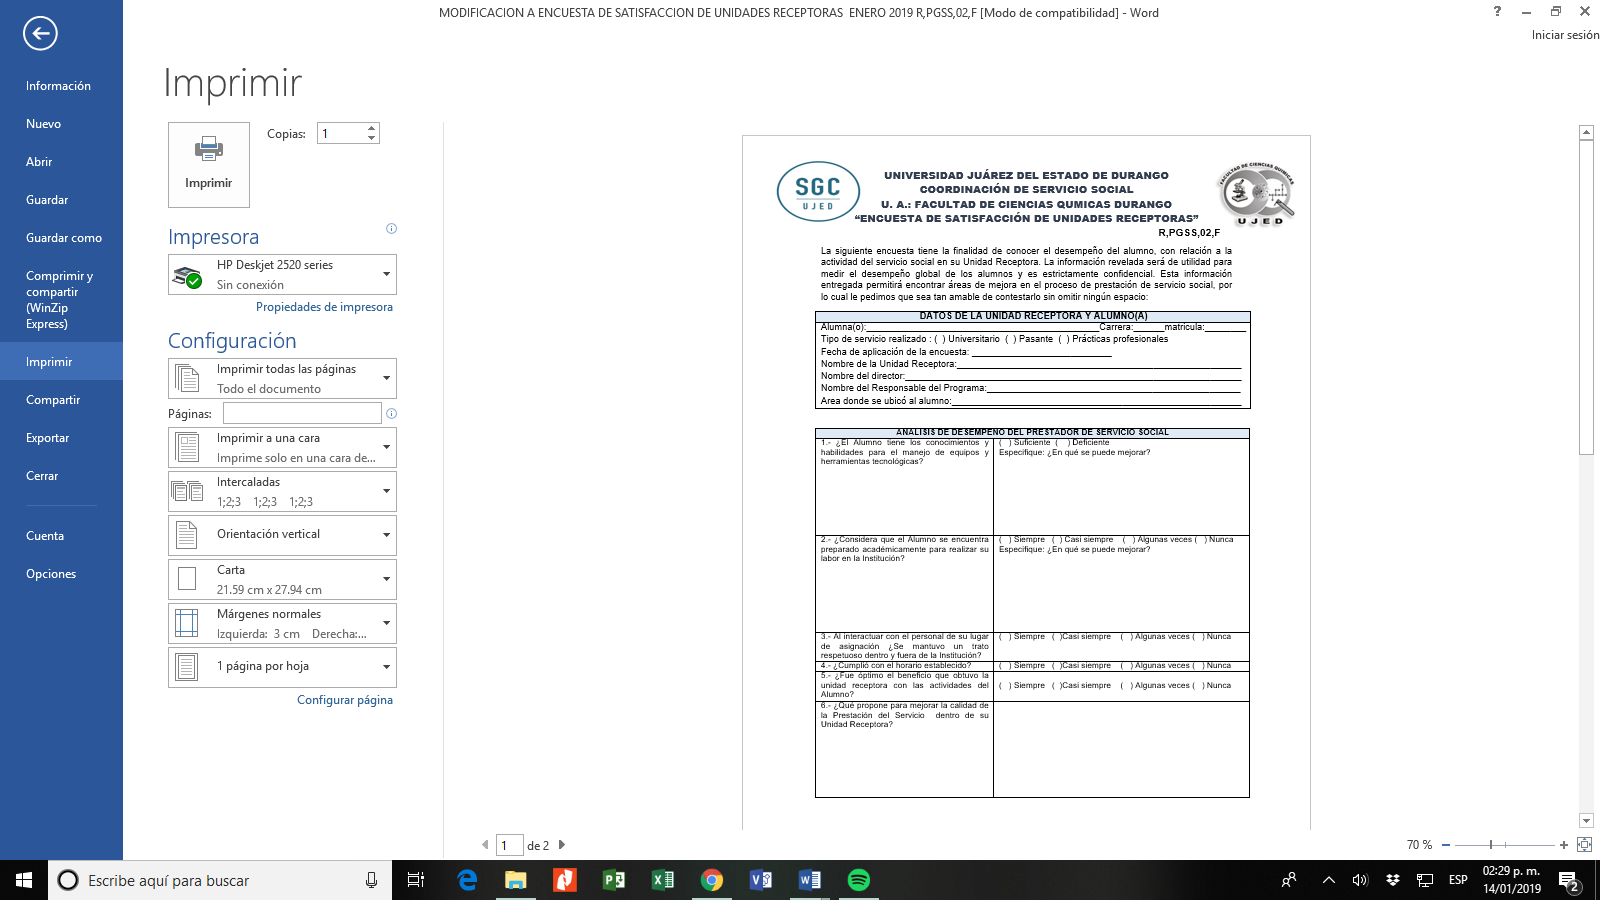 MODIFICACION A ENCUESTA DE SATISFACCION DE UNIDADES RECEPTORAS  ENERO 2019 R,PGSS,02,F [Modo de compatibilidad] - Word
?
Iniciar sesión
Información
Nuevo
Abrir
Guardar
Guardar como
Comprimir y
compartir
(WinZip
Express)
Imprimir
Compartir
Exportar
Cerrar
Cuenta
Opciones
Imprimir
Imprimir
Copias: 1
Impresora
HP Deskjet 2520 series
Sin conexión
Propiedades de impresora
Configuración
Imprimir todas las páginas
Todo el documento
Páginas:
Imprimir a una cara
Imprime solo en una cara de...
Intercaladas
1;2;3 1;2;3 1;2;3
Orientación vertical
Carta
21.59 cm x 27.94 cm
Márgenes normales
Izquierda: 3 cm Derecha:...
1 página por hoja
Configurar página
SGC
UJED
UNIVERSIDAD JUÁREZ DEL ESTADO DE DURANGO
COORDINACIÓN DE SERVICIO SOCIAL
U. A.: FACULTAD DE CIENCIAS QUMICAS DURANGO
“ENCUESTA DE SATISFACCIÓN DE UNIDADES RECEPTORAS”
R,PGSS,02,F
FACULTAD DE CIENCIAS QUIMICAS
UJED
La siguiente encuesta tiene la finalidad de conocer el desempeño del alumno, con relación a la
actividad del servicio social en su Unidad Receptora. La información revelada será de utilidad para
medir el desempeño global de los alumnos y es estrictamente confidencial. Esta información
entregada permitirá encontrar áreas de mejora en el proceso de prestación de servicio social, por
lo cual le pedimos que sea tan amable de contestarlo sin omitir ningún espacio:
DATOS DE LA UNIDAD RECEPTORA Y ALUMNO(A)
Alumna(o):____________Carrera:______matricula:________
Tipo de servicio realizado : ( ) Universitario ( ) Pasante ( ) Prácticas profesionales
Fecha de aplicación de la encuesta: ____________
Nombre de la Unidad Receptora:____________
Nombre del director:____________
Nombre del Responsable del Programa:____________
Area donde se ubicó al alumno:____________
ANÁLISIS DE DESEMPEÑO DEL PRESTADOR DE SERVICIO SOCIAL
1.- ¿El Alumno tiene los conocimientos y
habilidades para el manejo de equipos y
herramientas tecnológicas?
( ) Suficiente ( ) Deficiente
Especifique: ¿En qué se puede mejorar?
2.- ¿Considera que el Alumno se encuentra
preparado académicamente para realizar su
labor en la Institución?
( ) Siempre ( ) Casi siempre ( ) Algunas veces ( ) Nunca
Especifique: ¿En qué se puede mejorar?
3.- Al interactuar con el personal de su lugar
de asignación ¿Se mantuvo un trato
respetuoso dentro y fuera de la Institución?
( ) Siempre ( )Casi siempre ( ) Algunas veces ( ) Nunca
4.- ¿Cumplió con el horario establecido?
( ) Siempre ( )Casi siempre ( ) Algunas veces ( ) Nunca
5.- ¿Fue óptimo el beneficio que obtuvo la
unidad receptora con las actividades del
Alumno?
( ) Siempre ( )Casi siempre ( ) Algunas veces ( ) Nunca
6.- ¿Qué propone para mejorar la calidad de
la Prestación del Servicio dentro de su
Unidad Receptora?
1 de 2
70 %
Escribe aquí para buscar
ESP
02:29 p. m.
14/01/2019
2